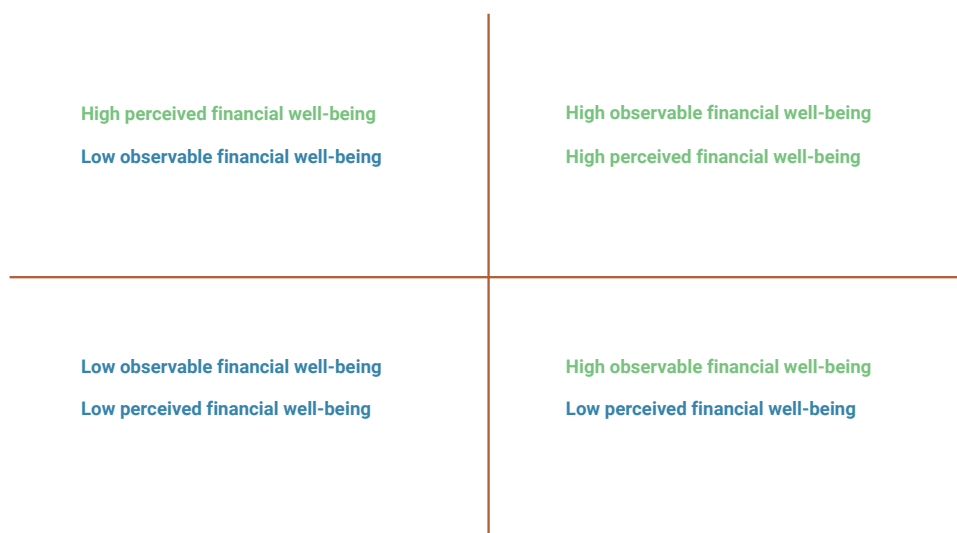 High perceived financial well-being
Low observable financial well-being
High observable financial well-being
High perceived financial well-being
Low observable financial well-being
Low perceived financial well-being
High observable financial well-being
Low perceived financial well-being